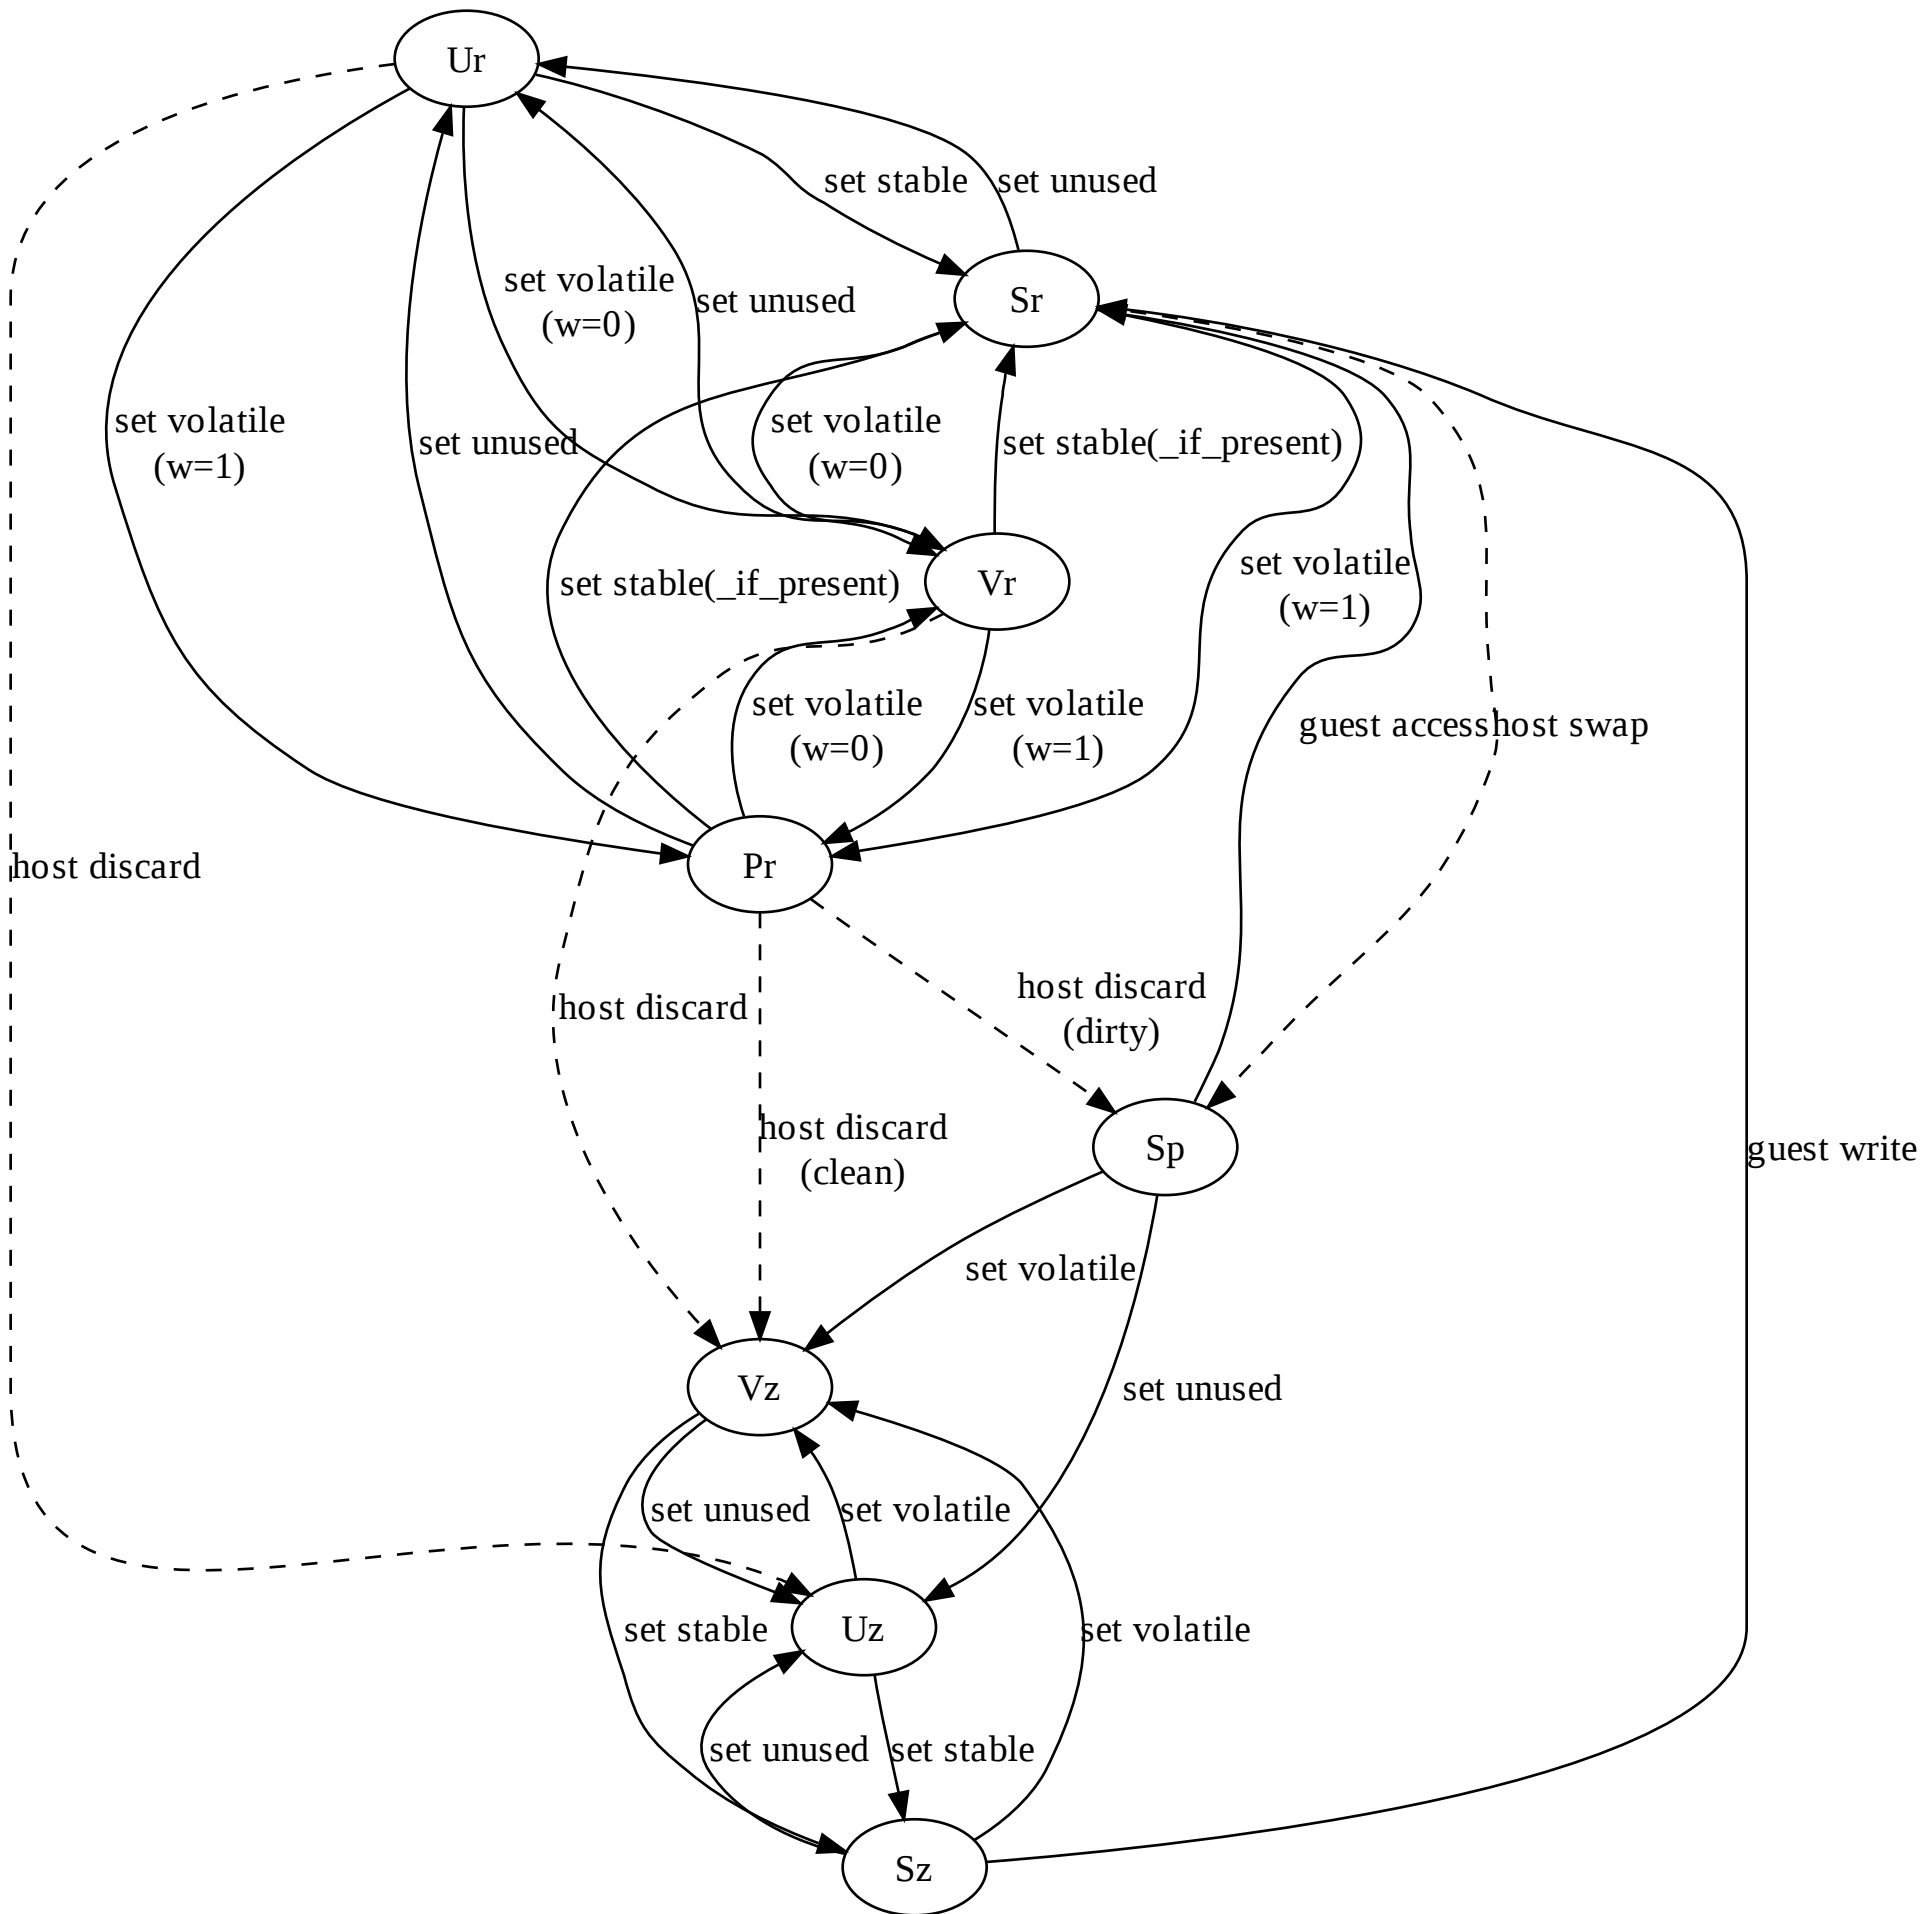 Ur
set stable
set unused
set volatile
(w=0)
set unused
Sr
set volatile
(w=1)
set unused
set volatile
(w=0)
set stable(_if_present)
set stable(_if_present)
Vr
set volatile
(w=1)
set volatile
(w=0)
set volatile
(w=1)
guest access
host swap
host discard
Pr
host discard
host discard
(dirty)
host discard
(clean)
Sp
guest write
set volatile
Vz
set unused
set unused
set volatile
set stable
Uz
set volatile
set unused
set stable
Sz